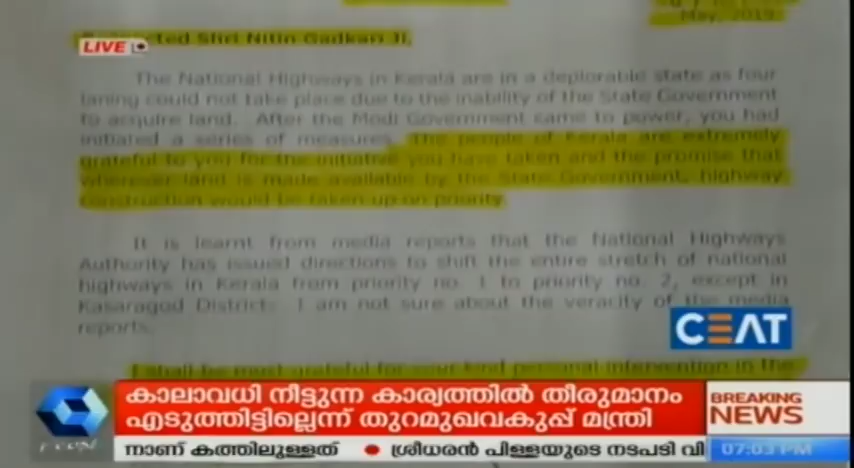 May, 2019
LIVE
Shri Nitin Gadkari Ji,
The National Highways in Kerala are in a deplorable state as four
laning could not take place due to the inability of the State Government
to acquire land. After the Modi Government came to power, you had
initiated a series of measures. The people of Kerala are extremely
grateful to you for the initiative you have taken and the promise that
wherever land is made available by the State Government, highway
construction would be taken up on priority.
It is learnt from media reports that the National Highways
Authority has issued directions to shift the entire stretch of national
highways in Kerala from priority no. 1 to priority no. 2, except in
Kasaragod District. I am not sure about the veracity of the media
reports.
CEAT
I shall be most grateful for your kind personal intervention in the
കാലാവധി നീട്ടുന്ന കാര്യത്തിൽ തീരുമാനം
എടുത്തിട്ടില്ലെന്ന് തുറമുഖവകുപ്പ് മന്ത്രി
BREAKING
NEWS
ന്നാണ് കത്തിലുള്ളത് • ശ്രീധരൻ പിള്ളയുടെ നടപടി വി
07:03 PM